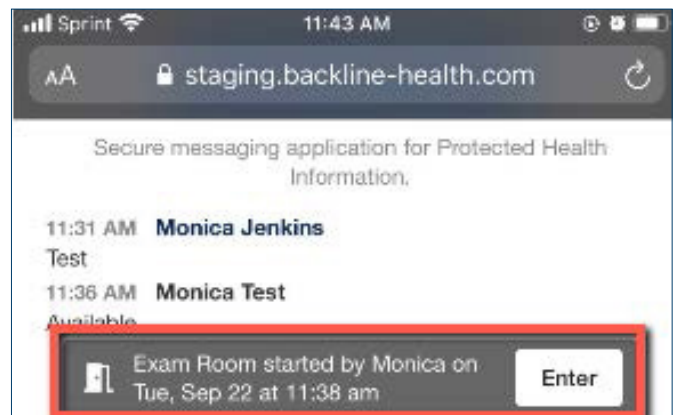 Sprint 11:43 AM
AA staging.backline-health.com
Secure messaging application for Protected Health
Information.
11:31 AM Monica Jenkins
Test
11:36 AM Monica Test
Available
Exam Room started by Monica on
Tue, Sep 22 at 11:38 am
Enter